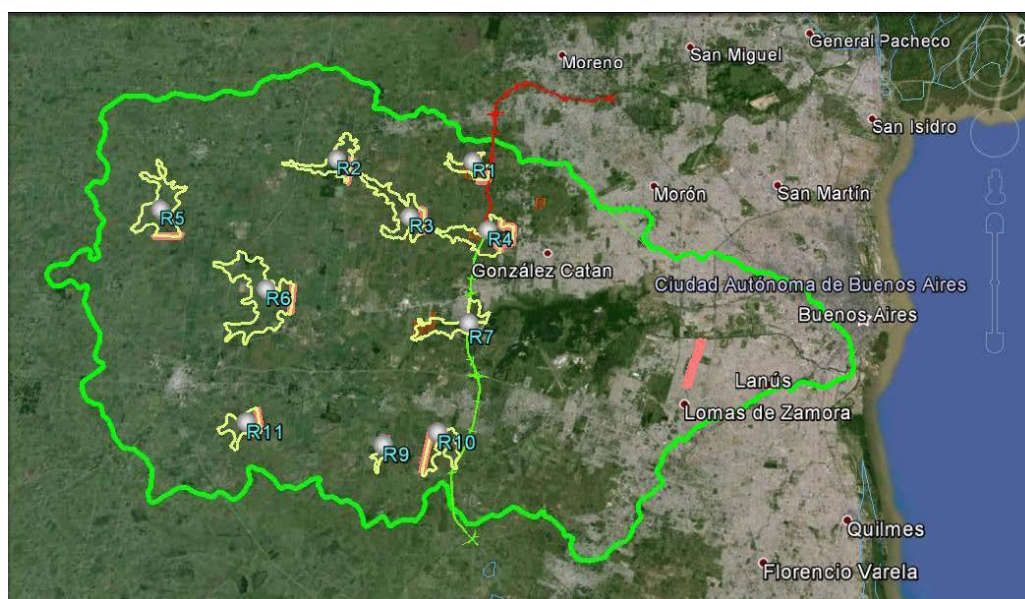 General Pacheco
San Miguel
Moreno
San Isidro
R2
R1
Morón
San Martín
R5
R3
R4
González Catan
Ciudad Autónoma de Buenos Aires
R6
Buenos Aires
R7
Lanús
Lomas de Zamora
R11
R10
R9
Quilmes
Florencio Varela